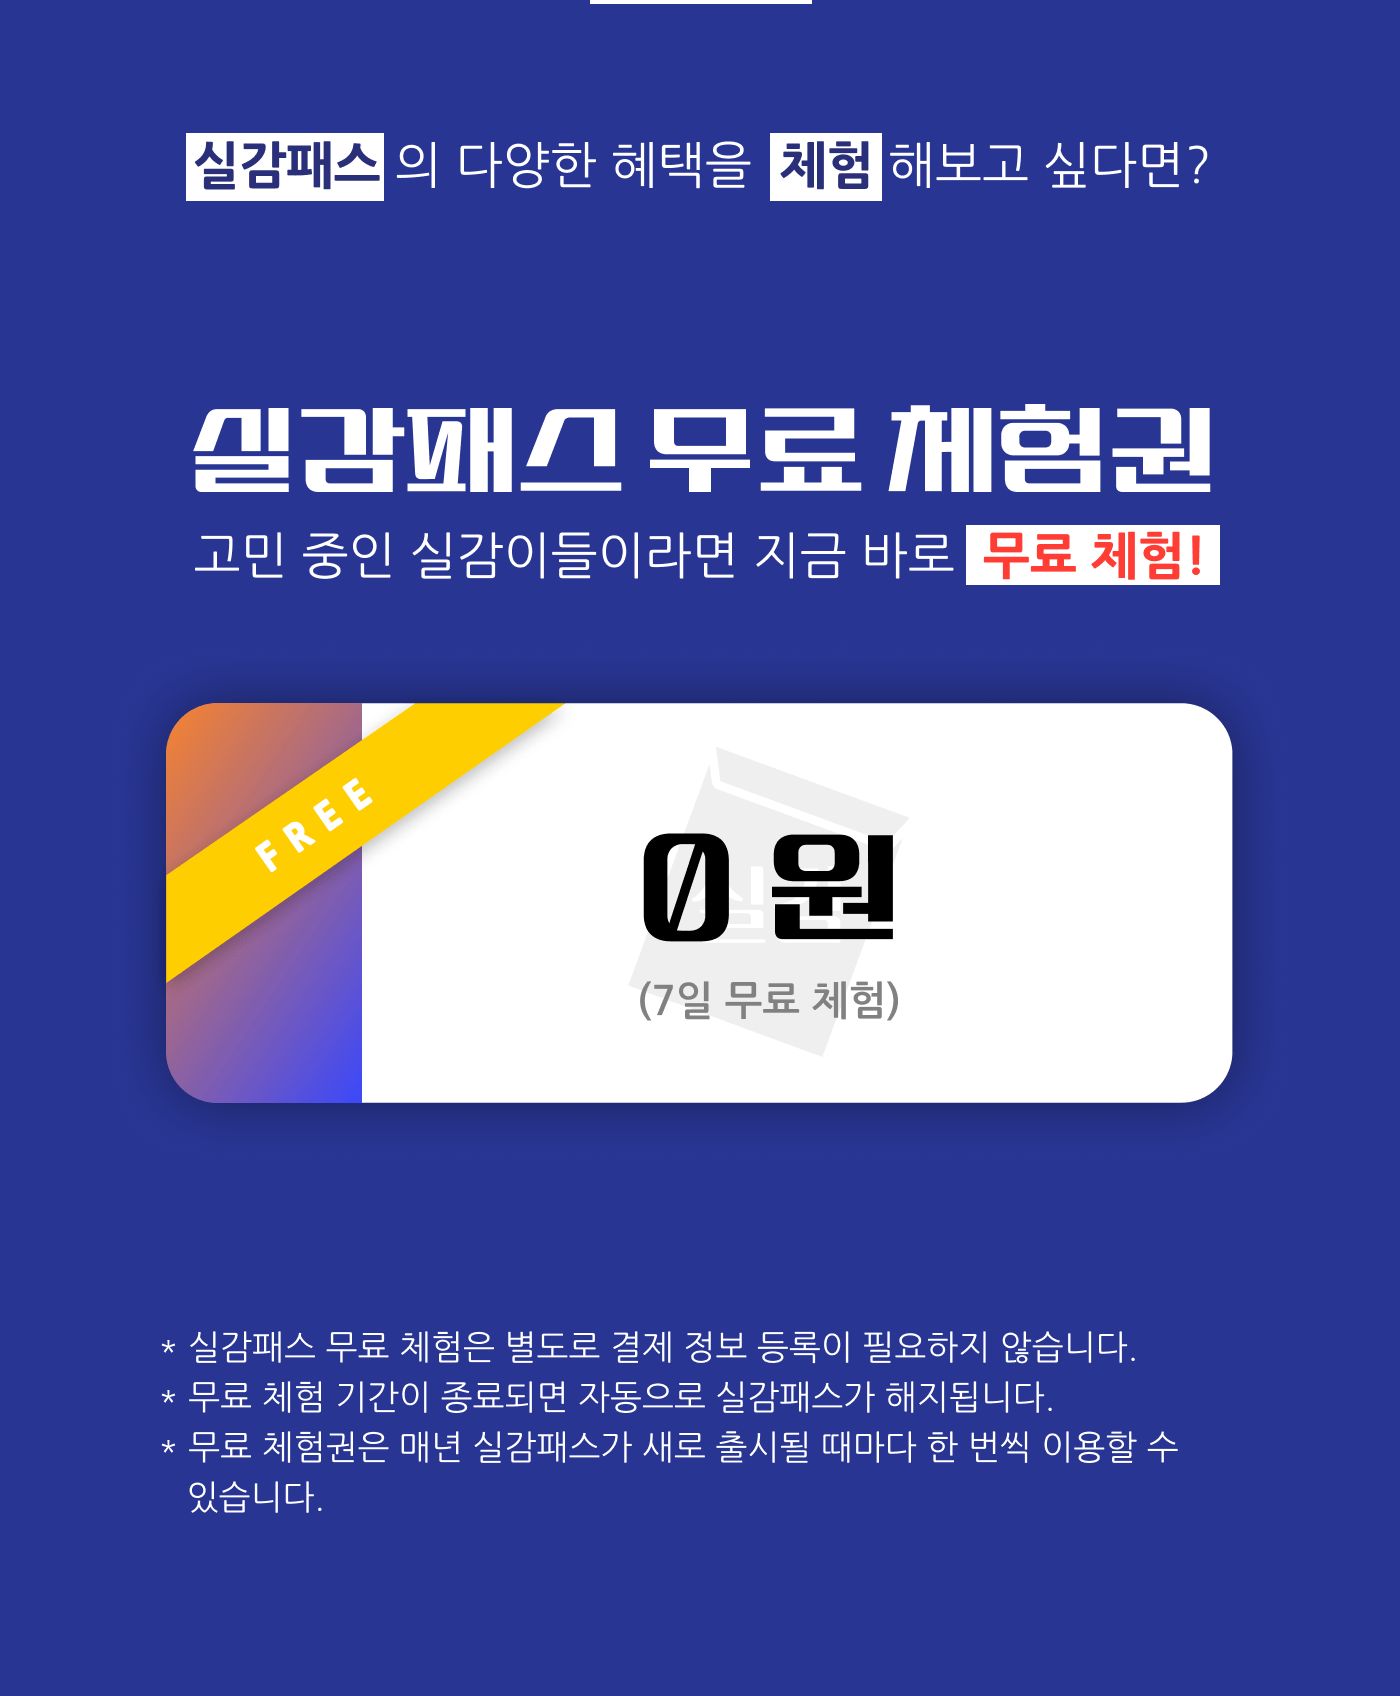 실감패스의 다양한 혜택을 체험해보고 싶다면?
실감패스 무료 체험권
고민 중인 실감이들이라면 지금 바로 무료 체험!
FREE
0 원
(7일 무료 체험)
* 실감패스 무료 체험은 별도로 결제 정보 등록이 필요하지 않습니다.
* 무료 체험 기간이 종료되면 자동으로 실감패스가 해지됩니다.
* 무료 체험권은 매년 실감패스가 새로 출시될 때마다 한 번씩 이용할 수
있습니다.